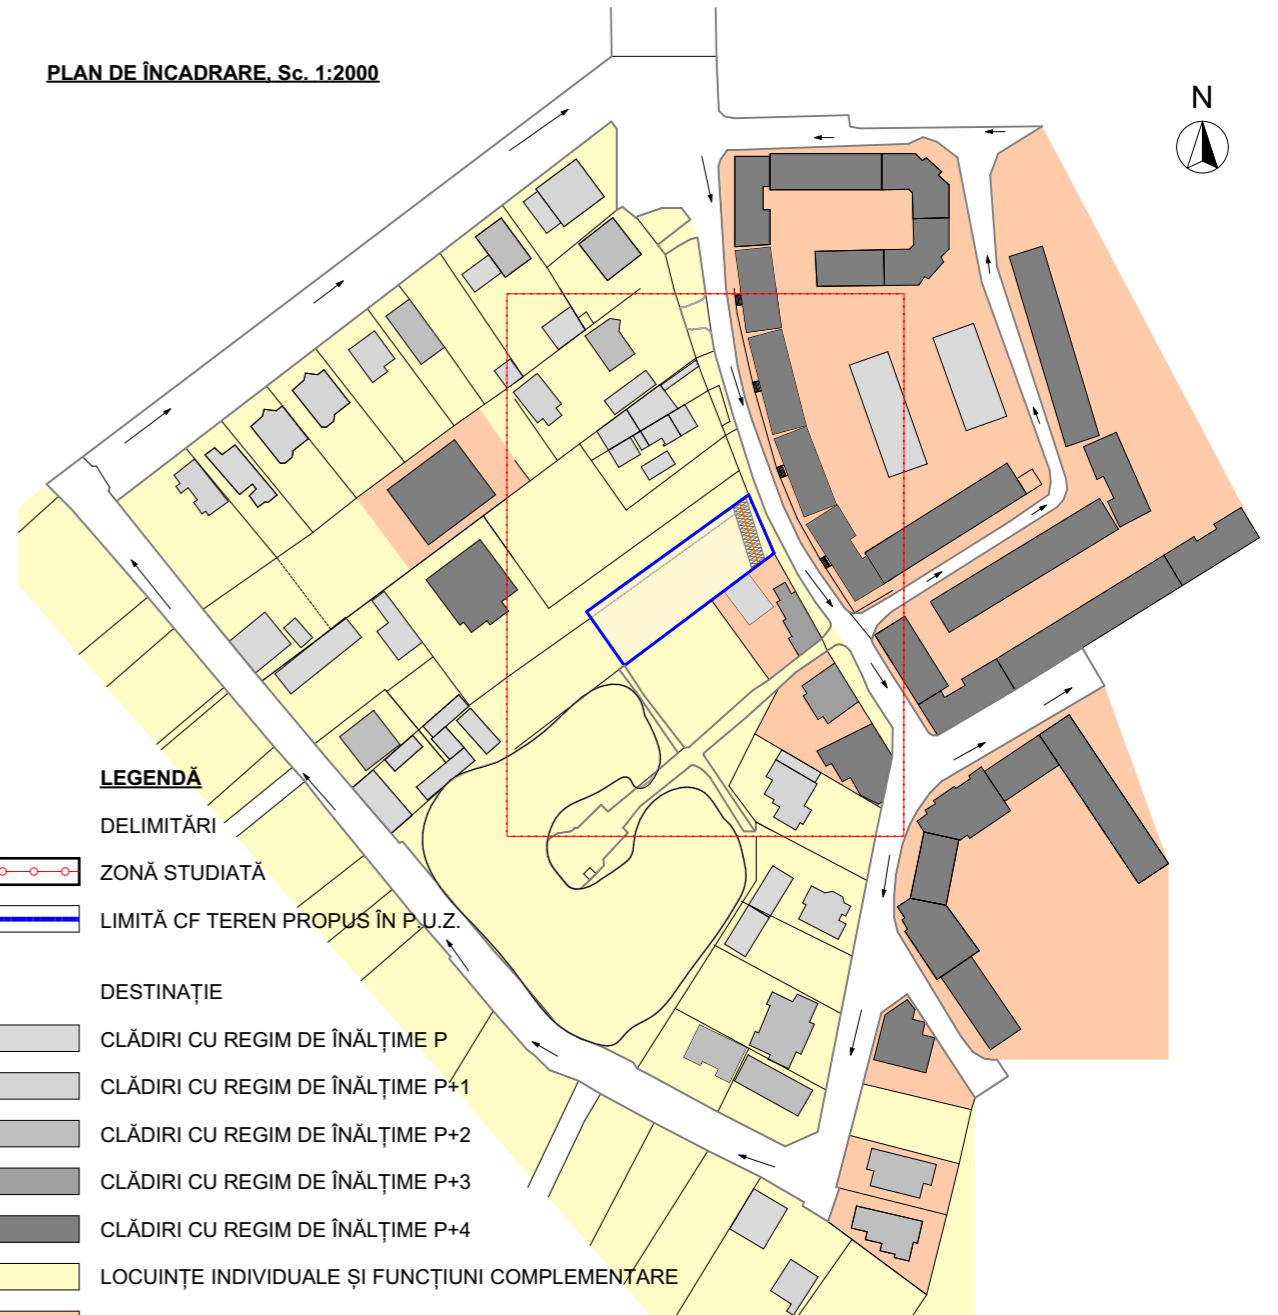 PLAN DE ÎNCADRARE, Sc. 1:2000
N
LEGENDĂ
DELIMITĂRI
ZONĂ STUDIATĂ
LIMITĂ CF TEREN PROPUS ÎN P.U.Z.
DESTINAȚIE
CLĂDIRI CU REGIM DE ÎNĂLȚIME P
CLĂDIRI CU REGIM DE ÎNĂLȚIME P+1
CLĂDIRI CU REGIM DE ÎNĂLȚIME P+2
CLĂDIRI CU REGIM DE ÎNĂLȚIME P+3
CLĂDIRI CU REGIM DE ÎNĂLȚIME P+4
LOCUINȚE INDIVIDUALE ȘI FUNCȚIUNI COMPLEMENTARE